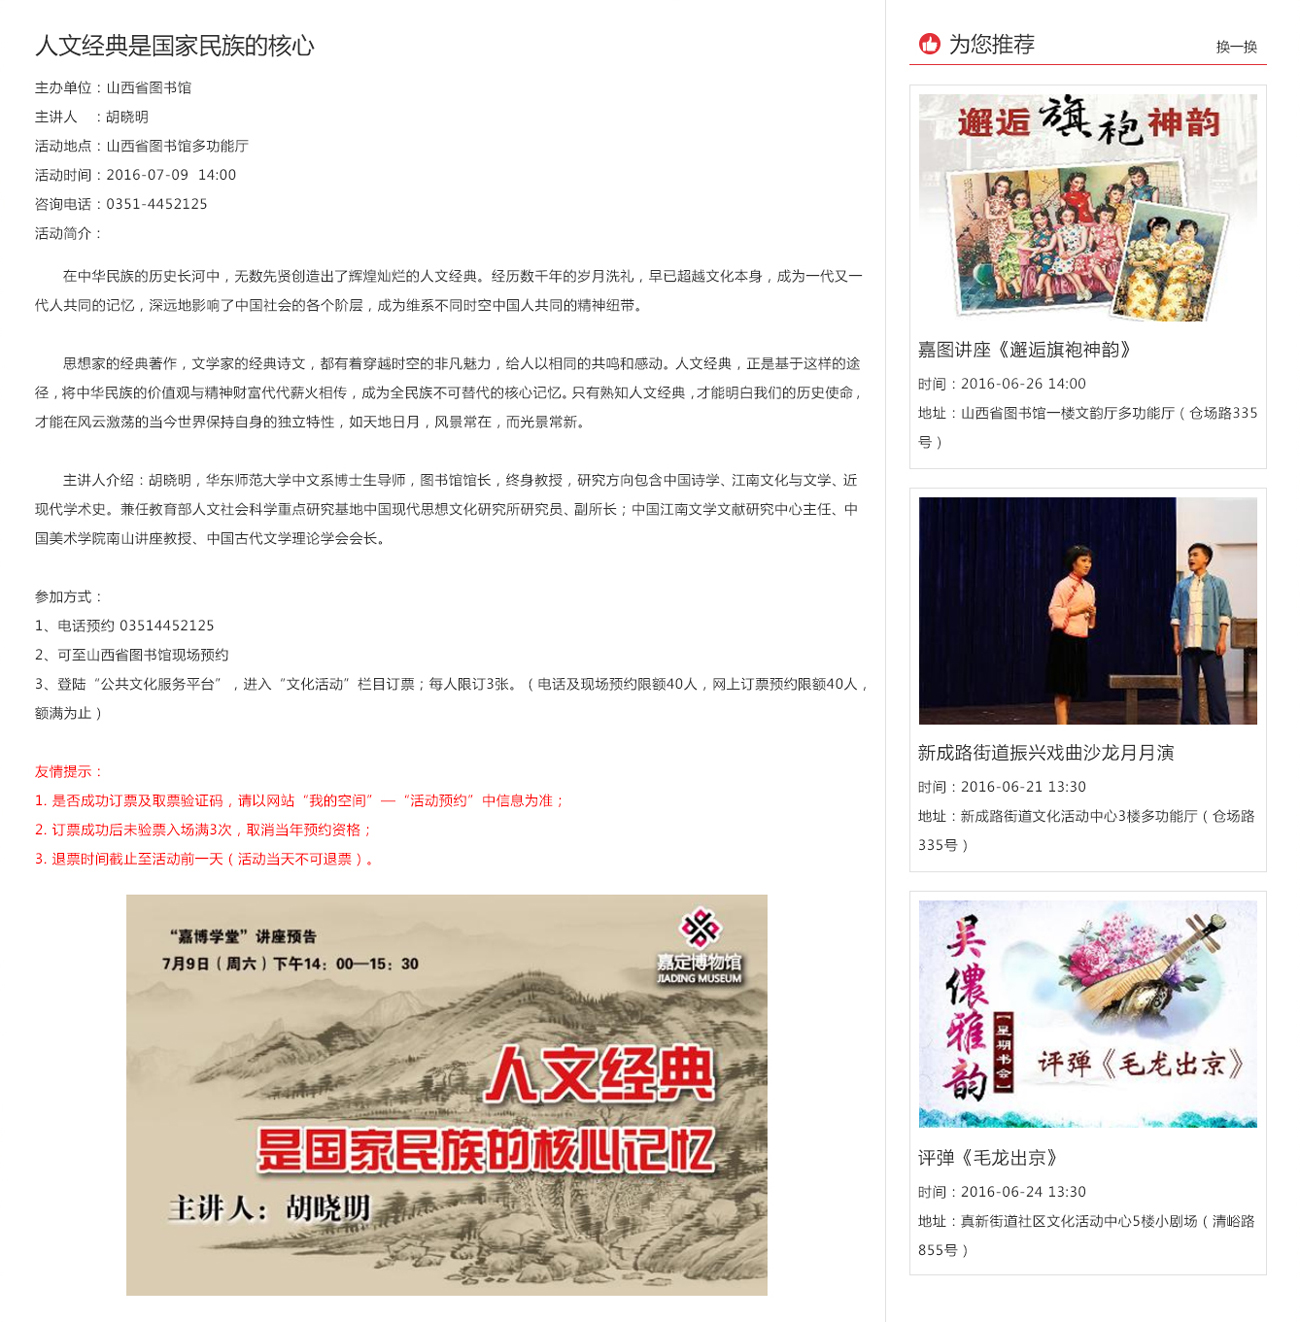 人文经典是国家民族的核心
主办单位：山西省图书馆
主讲人　：胡晓明
活动地点：山西省图书馆多功能厅
活动时间：2016-07-09  14:00
咨询电话：0351-4452125
活动简介：
在中华民族的历史长河中，无数先贤创造出了辉煌灿烂的人文经典。经历数千年的岁月洗礼，早已超越文化本身，成为一代又一
代人共同的记忆，深远地影响了中国社会的各个阶层，成为维系不同时空中国人共同的精神纽带。
思想家的经典著作，文学家的经典诗文，都有着穿越时空的非凡魅力，给人以相同的共鸣和感动。人文经典，正是基于这样的途
径，将中华民族的价值观与精神财富代代薪火相传，成为全民族不可替代的核心记忆。只有熟知人文经典，才能明白我们的历史使命，
才能在风云激荡的当今世界保持自身的独立特性，如天地日月，风景常在，而光景常新。
主讲人介绍：胡晓明，华东师范大学中文系博士生导师，图书馆馆长，终身教授，研究方向包含中国诗学、江南文化与文学、近
现代学术史。兼任教育部人文社会科学重点研究基地中国现代思想文化研究所研究员、副所长；中国江南文学文献研究中心主任、中
国美术学院南山讲座教授、中国古代文学理论学会会长。
参加方式：
1、电话预约 03514452125
2、可至山西省图书馆现场预约
3、登陆“公共文化服务平台”，进入“文化活动”栏目订票；每人限订3张。（电话及现场预约限额40人，网上订票预约限额40人，
额满为止）
友情提示：
1. 是否成功订票及取票验证码，请以网站“我的空间”—“活动预约”中信息为准；
2. 订票成功后未验票入场满3次，取消当年预约资格；
3. 退票时间截止至活动前一天（活动当天不可退票）。
“嘉博学堂”讲座预告
7月9日（周六）下午14：00—15：30
嘉定博物馆
JIADING MUSEUM
人文经典
是国家民族的核心记忆
主讲人：胡晓明
为您推荐
换一换
邂逅旗袍神韵
嘉图讲座《邂逅旗袍神韵》
时间：2016-06-26 14:00
地址：山西省图书馆一楼文韵厅多功能厅（仓场路335
号）
新成路街道振兴戏曲沙龙月月演
时间：2016-06-21 13:30
地址：新成路街道文化活动中心3楼多功能厅（仓场路
335号）
吴侬雅韵
【星期书会】
评弹《毛龙出京》
评弹《毛龙出京》
时间：2016-06-24 13:30
地址：真新街道社区文化活动中心5楼小剧场（清峪路
855号）